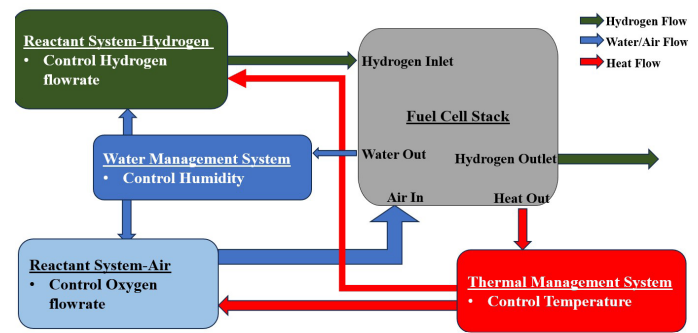 Reactant System-Hydrogen
• Control Hydrogen
flowrate
Hydrogen Flow
Water/Air Flow
Heat Flow
Hydrogen Inlet
Fuel Cell Stack
Water Out
Hydrogen Outlet
Air In
Heat Out
Water Management System
• Control Humidity
Reactant System-Air
• Control Oxygen
flowrate
Thermal Management System
• Control Temperature